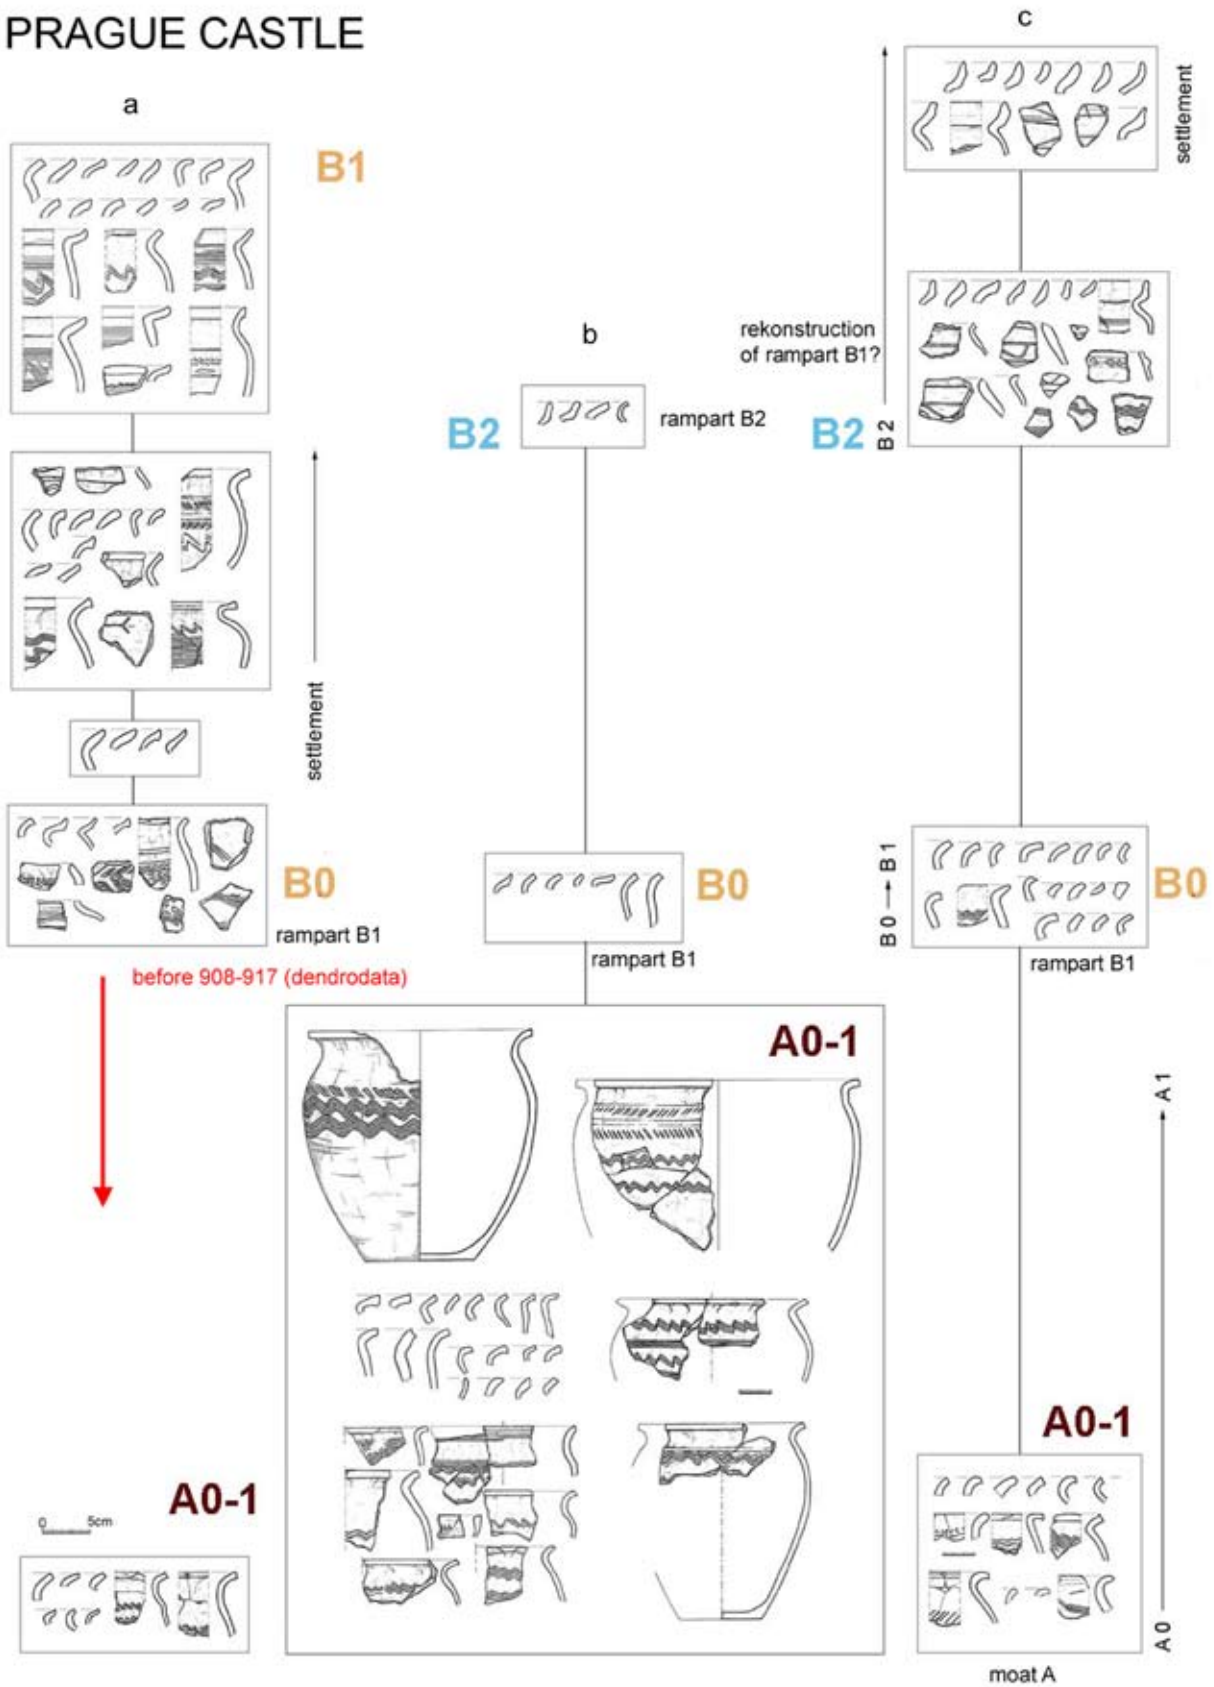 PRAGUE CASTLE
a
B1
settlement
B0
rampart B1
before 908-917 (dendrodata)
A0-1
0 5cm
b
B2
rampart B2
B0
rampart B1
A0-1
c
settlement
rekonstruction
of rampart B1?
B2
B 2
B 0 → B 1
B0
rampart B1
A 1
A0-1
A 0
moat A